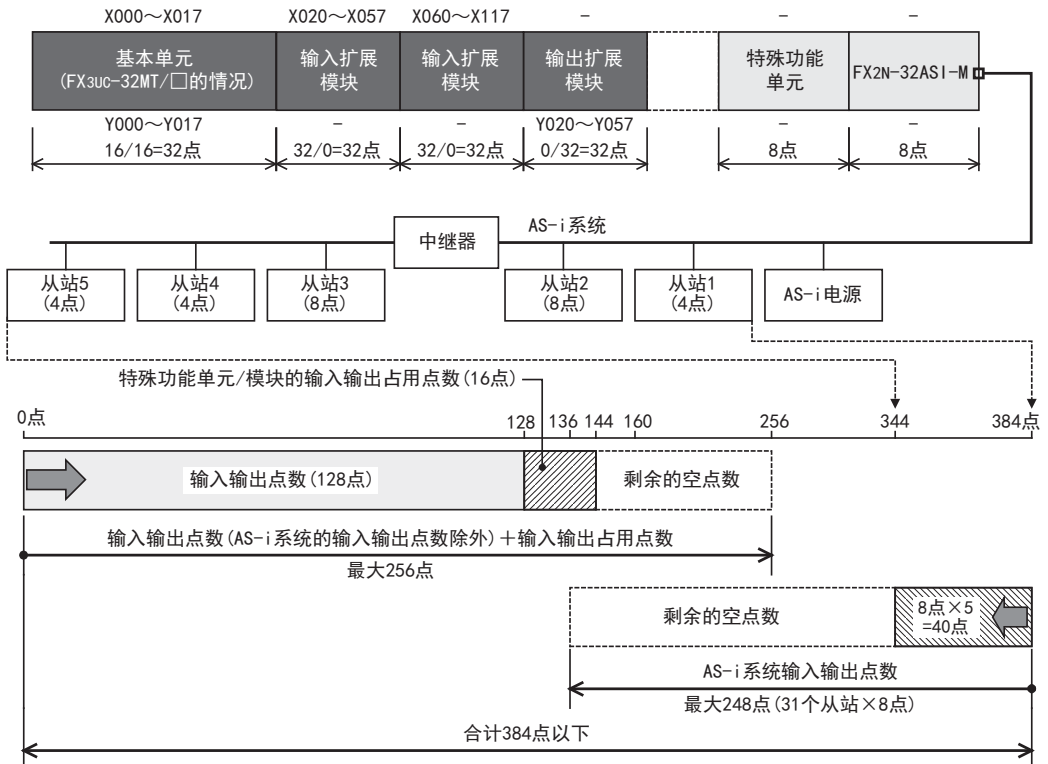 X000～X017 X020～X057 X060～X117 － － －
基本单元 输入扩展 输入扩展 输出扩展 特殊功能 FX2N-32ASI-M
(FX3UC-32MT/□的情况) 模块 模块 模块 单元
Y000～Y017 － － Y020～Y057 － －
16/16=32点 32/0=32点 32/0=32点 0/32=32点 8点 8点
AS-i系统
中继器
从站5 从站4 从站3 从站2 从站1 AS-i电源
(4点) (4点) (8点) (8点) (4点)
特殊功能单元/模块的输入输出占用点数(16点)
0点 128 136 144 160 256 344 384点
输入输出点数(128点) 剩余的空点数
输入输出点数(AS-i系统的输入输出点数除外)＋输入输出占用点数
最大256点
剩余的空点数 8点×5
=40点
AS-i系统输入输出点数
最大248点(31个从站×8点)
合计384点以下